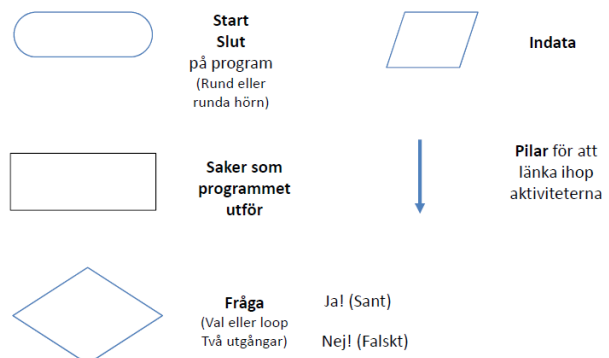 Start
Slut
på program
(Rund eller
runda hörn)
Indata
Saker som
programmet
utför
Pilar för att
länka ihop
aktiviteterna
Fråga
(Val eller loop
Två utgångar)
Ja! (Sant)
Nej! (Falskt)